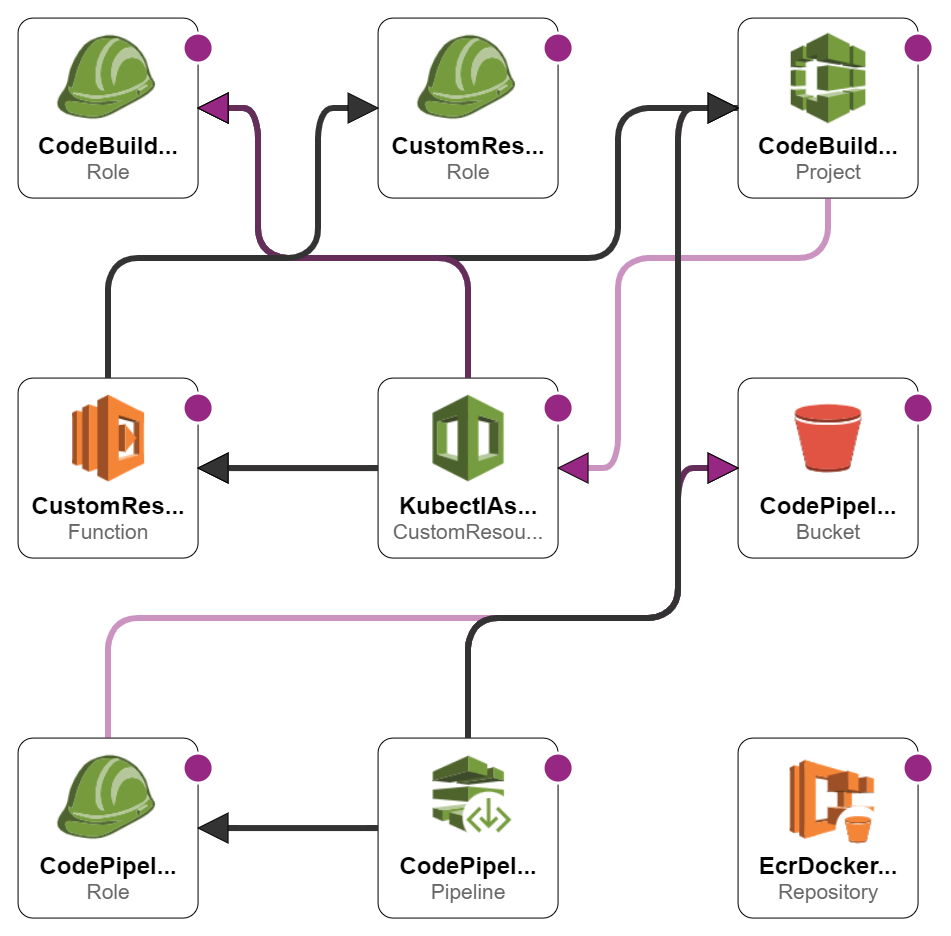 CodeBuild...
Role
CustomRes...
Role
CodeBuild...
Project
CustomRes...
Function
KubectlAs...
CustomResou...
CodePipel...
Bucket
CodePipel...
Role
CodePipel...
Pipeline
EcrDocker...
Repository